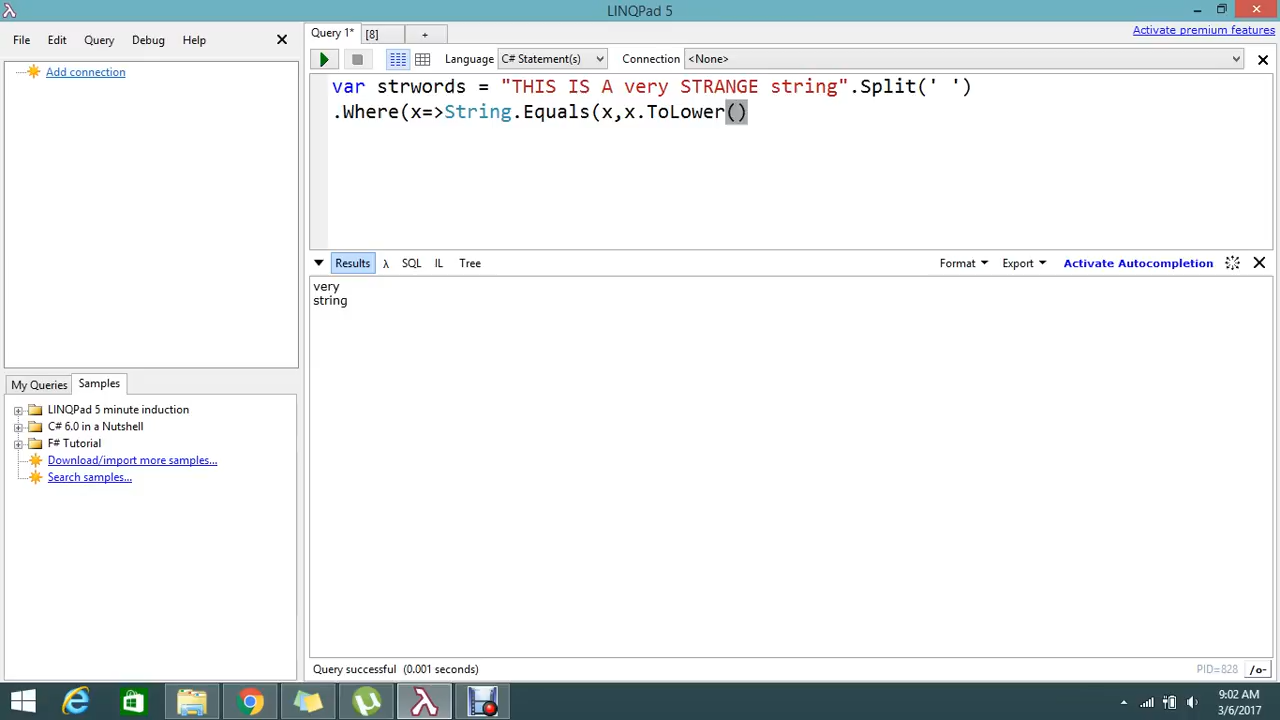 LINQPad 5
File Edit Query Debug Help
Query 1* [8] +
Activate premium features
Language C# Statement(s) Connection <None>
Add connection
var strwords = "THIS IS A very STRANGE string".Split(' ')
.Where(x=>String.Equals(x,x.ToLower()
Results λ SQL IL Tree
Format Export Activate Autocompletion
very
string
My Queries Samples
LINQPad 5 minute induction
C# 6.0 in a Nutshell
F# Tutorial
Download/import more samples...
Search samples...
Query successful (0.001 seconds)
PID=828 /o-
9:02 AM
3/6/2017